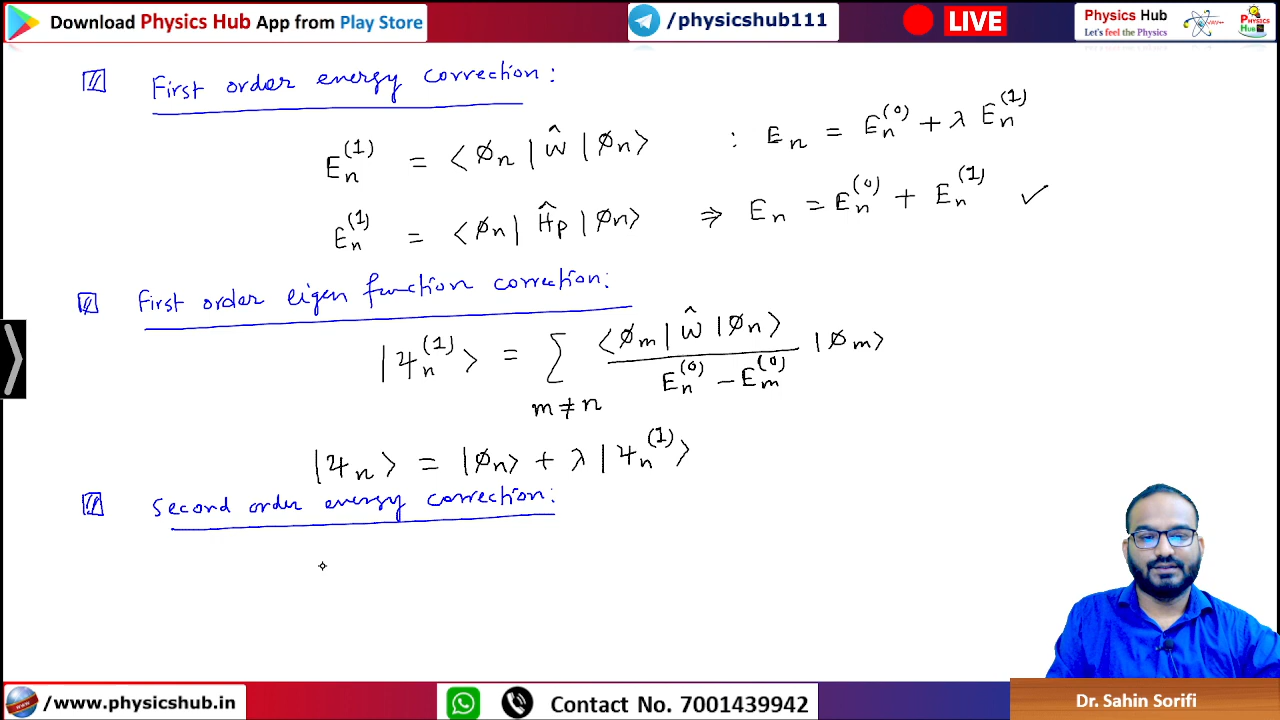 Download Physics Hub App from Play Store
/physicshub111
LIVE
Physics Hub
Let's feel the Physics
PHYSICS HUB
First order energy correction:
E_n^(1) = <φ_n | ŵ | φ_n> : E_n = E_n^(0) + λ E_n^(1)
E_n^(1) = <φ_n | Ĥ_p | φ_n> ⇒ E_n = E_n^(0) + E_n^(1) ✓
First order eigen function correction:
|Ψ_n^(1)> = Σ_{m≠n} <φ_m | ŵ | φ_n> / (E_n^(0) − E_m^(0)) |φ_m>
|Ψ_n> = |φ_n> + λ |Ψ_n^(1)>
Second order energy correction:
/www.physicshub.in
Contact No. 7001439942
Dr. Sahin Sorifi